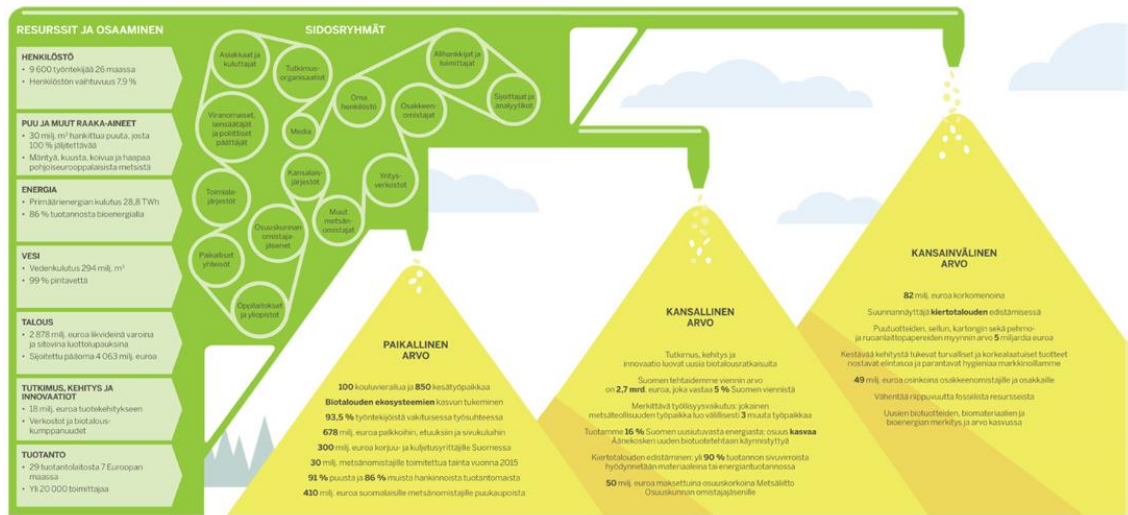 RESURSSIT JA OSAAMINEN
HENKILÖSTÖ
• 9 600 työntekijää 26 maassa
• Henkilöstön vaihtuvuus 7,9 %
PUU JA MUUT RAAKA-AINEET
• 30 milj. m³ hankittua puuta, josta
100 % jäljitettävää
• Mäntyä, kuusta, koivua ja haapaa
pohjoiseurooppalaisista metsistä
ENERGIA
• Primäärienergian kulutus 28,8 TWh
• 86 % tuotannosta bioenergialla
VESI
• Vedenkulutus 294 milj. m³
• 99 % pintavettä
TALOUS
• 2 878 milj. euroa likvideinä varoina
ja sitovina luottolupauksina
• Sijoitettu pääoma 4 063 milj. euroa
TUTKIMUS, KEHITYS JA
INNOVAATIOT
• 18 milj. euroa tuotekehitykseen
• Verkostot ja biotalous-
kumppanuudet
TUOTANTO
• 29 tuotantolaitosta 7 Euroopan
maassa
• Yli 20 000 toimittajaa
SIDOSRYHMÄT
Asiakkaat ja
kuluttajat
Tutkimus-
organisaatiot
Viranomaiset,
lainsäätäjät
ja poliittiset
päättäjät
Media
Oma
henkilöstö
Alihankkijat ja
toimittajat
Osakkeen-
omistajat
Sijoittajat ja
analyytikot
Kansalais-
järjestöt
Yritys-
verkostot
Toimiala-
järjestöt
Muut
metsän-
omistajat
Osuuskunnan
omistaja-
jäsenet
Paikalliset
yhteisöt
Oppilaitokset
ja yliopistot
PAIKALLINEN
ARVO
100 kouluvierailua ja 850 kesätyöpaikkaa
Biotalouden ekosysteemien kasvun tukeminen
93,5 % työntekijöistä vakituisessa työsuhteessa
678 milj. euroa palkkoihin, etuuksiin ja sivukuluihin
300 milj. euroa korjuu- ja kuljetusyrittäjille Suomessa
30 milj. metsänomistajille toimitettua tainta vuonna 2015
91 % puusta ja 86 % muista hankinnoista tuotantomaista
410 milj. euroa suomalaisille metsänomistajille puukaupoista
KANSALLINEN
ARVO
Tutkimus, kehitys ja
innovaatio luovat uusia biotalousratkaisuita
Suomen tehtaidemme viennin arvo
on 2,7 mrd. euroa, joka vastaa 5 % Suomen viennistä
Merkittävä työllisyysvaikutus: jokainen
metsäteollisuuden työpaikka luo välillisesti 3 muuta työpaikkaa
Tuotamme 16 % Suomen uusiutuvasta energiasta; osuus kasvaa
Äänekosken uuden biotuotetehtaan käynnistyttyä
Kiertotalouden edistäminen: yli 90 % tuotannon sivuvirroista
hyödynnetään materiaaleina tai energiantuotannossa
50 milj. euroa maksettuina osuuskorkoina Metsäliitto
Osuuskunnan omistajajäsenille
KANSAINVÄLINEN
ARVO
82 milj. euroa korkomenoina
Suunnannäyttäjä kiertotalouden edistämisessä
Puutuotteiden, sellun, kartongin sekä pehmo-
ja ruoanlaittopapereiden myynnin arvo 5 miljardia euroa
Kestävää kehitystä tukevat turvalliset ja korkealaatuiset tuotteet
nostavat elintasoa ja parantavat hygieniaa markkinoillamme
49 milj. euroa osinkoina osakkeenomistajille ja osakkaille
Vähentää riippuvuutta fossiilista resursseista
Uusien biotuotteiden, biomateriaalien ja
bioenergian merkitys ja arvo kasvussa